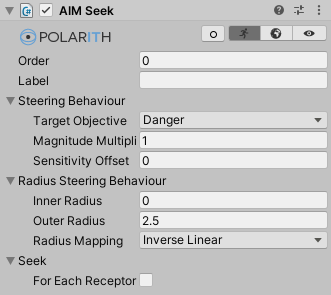 AIM Seek
POLARITH
Order 0
Label
Steering Behaviour
Target Objective Danger
Magnitude Multipli 1
Sensitivity Offset 0
Radius Steering Behaviour
Inner Radius 0
Outer Radius 2.5
Radius Mapping Inverse Linear
Seek
For Each Receptor